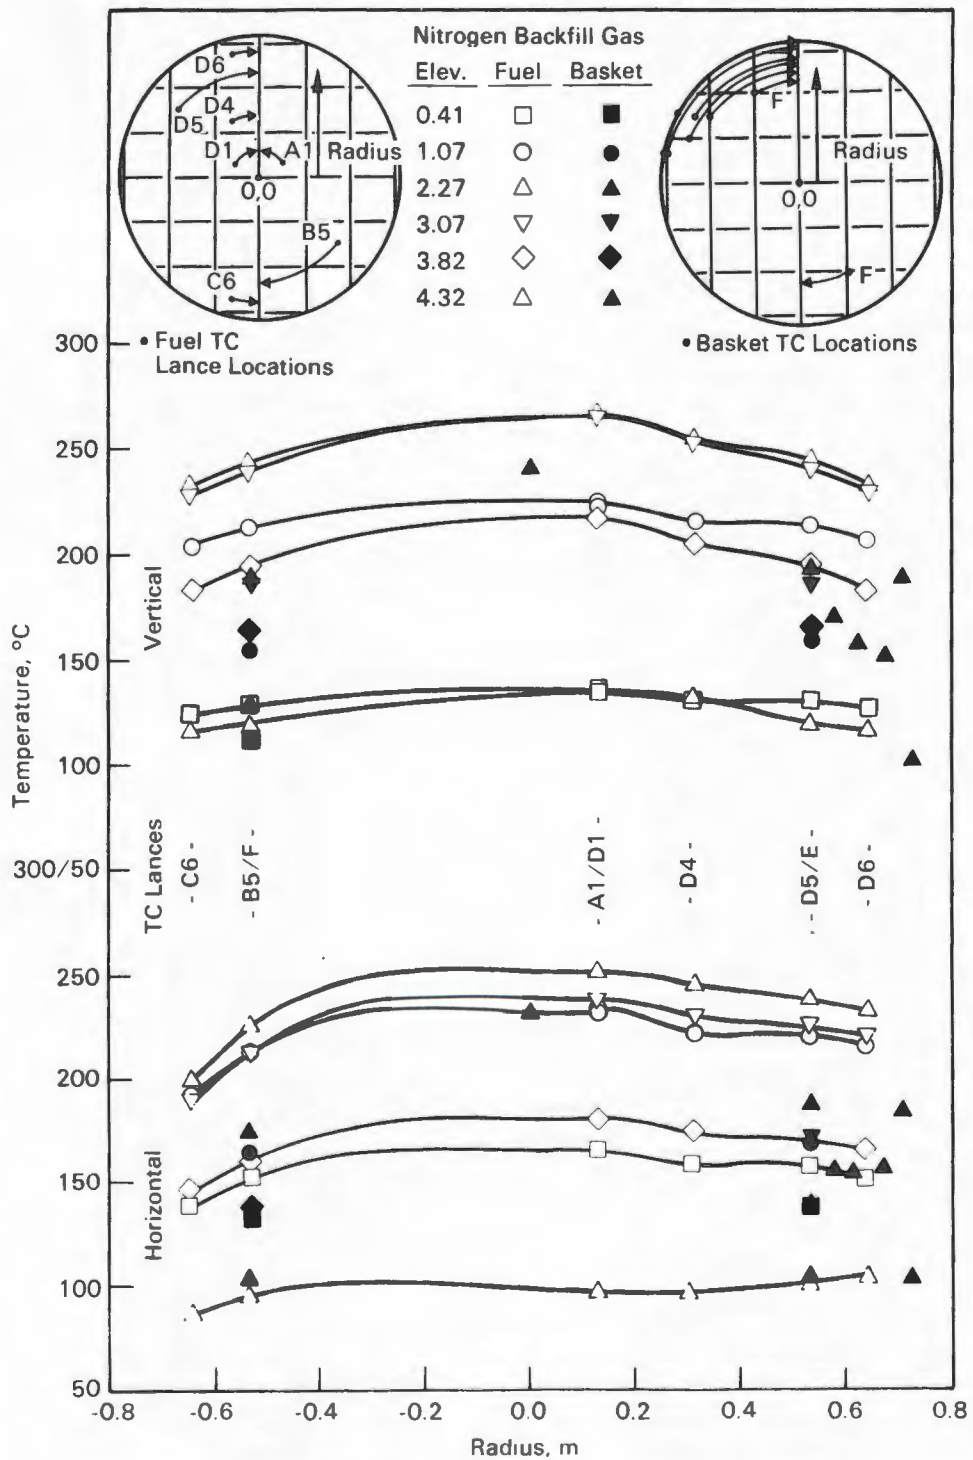 Nitrogen Backfill Gas
Elev. Fuel Basket
0.41
1.07
2.27
3.07
3.82
4.32
D6
D4
D5
D1
A1
Radius
0,0
B5
C6
• Fuel TC
Lance Locations
F
Radius
0,0
F
• Basket TC Locations
300
250
200
150
100
300/50
250
200
150
100
50
Temperature, °C
Vertical
TC Lances
Horizontal
- C6 -
- B5/F -
- A1/D1 -
- D4 -
- D5/E -
- D6 -
-0.8 -0.6 -0.4 -0.2 0.0 0.2 0.4 0.6 0.8
Radius, m